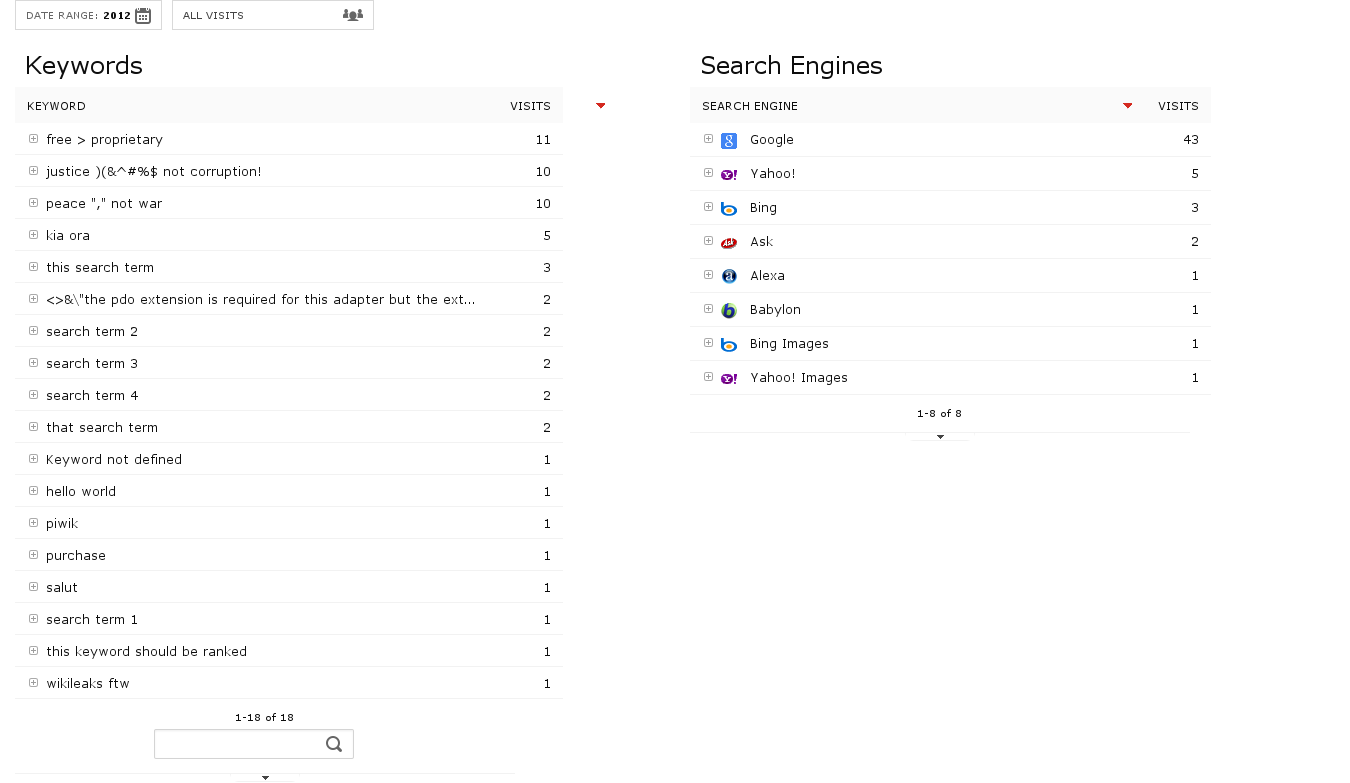 DATE RANGE: 2012
ALL VISITS
Keywords
KEYWORD VISITS
free > proprietary 11
justice )(&^#%$ not corruption! 10
peace "," not war 10
kia ora 5
this search term 3
<>&\"the pdo extension is required for this adapter but the ext... 2
search term 2 2
search term 3 2
search term 4 2
that search term 2
Keyword not defined 1
hello world 1
piwik 1
purchase 1
salut 1
search term 1 1
this keyword should be ranked 1
wikileaks ftw 1
1-18 of 18
Search Engines
SEARCH ENGINE VISITS
Google 43
Yahoo! 5
Bing 3
Ask 2
Alexa 1
Babylon 1
Bing Images 1
Yahoo! Images 1
1-8 of 8